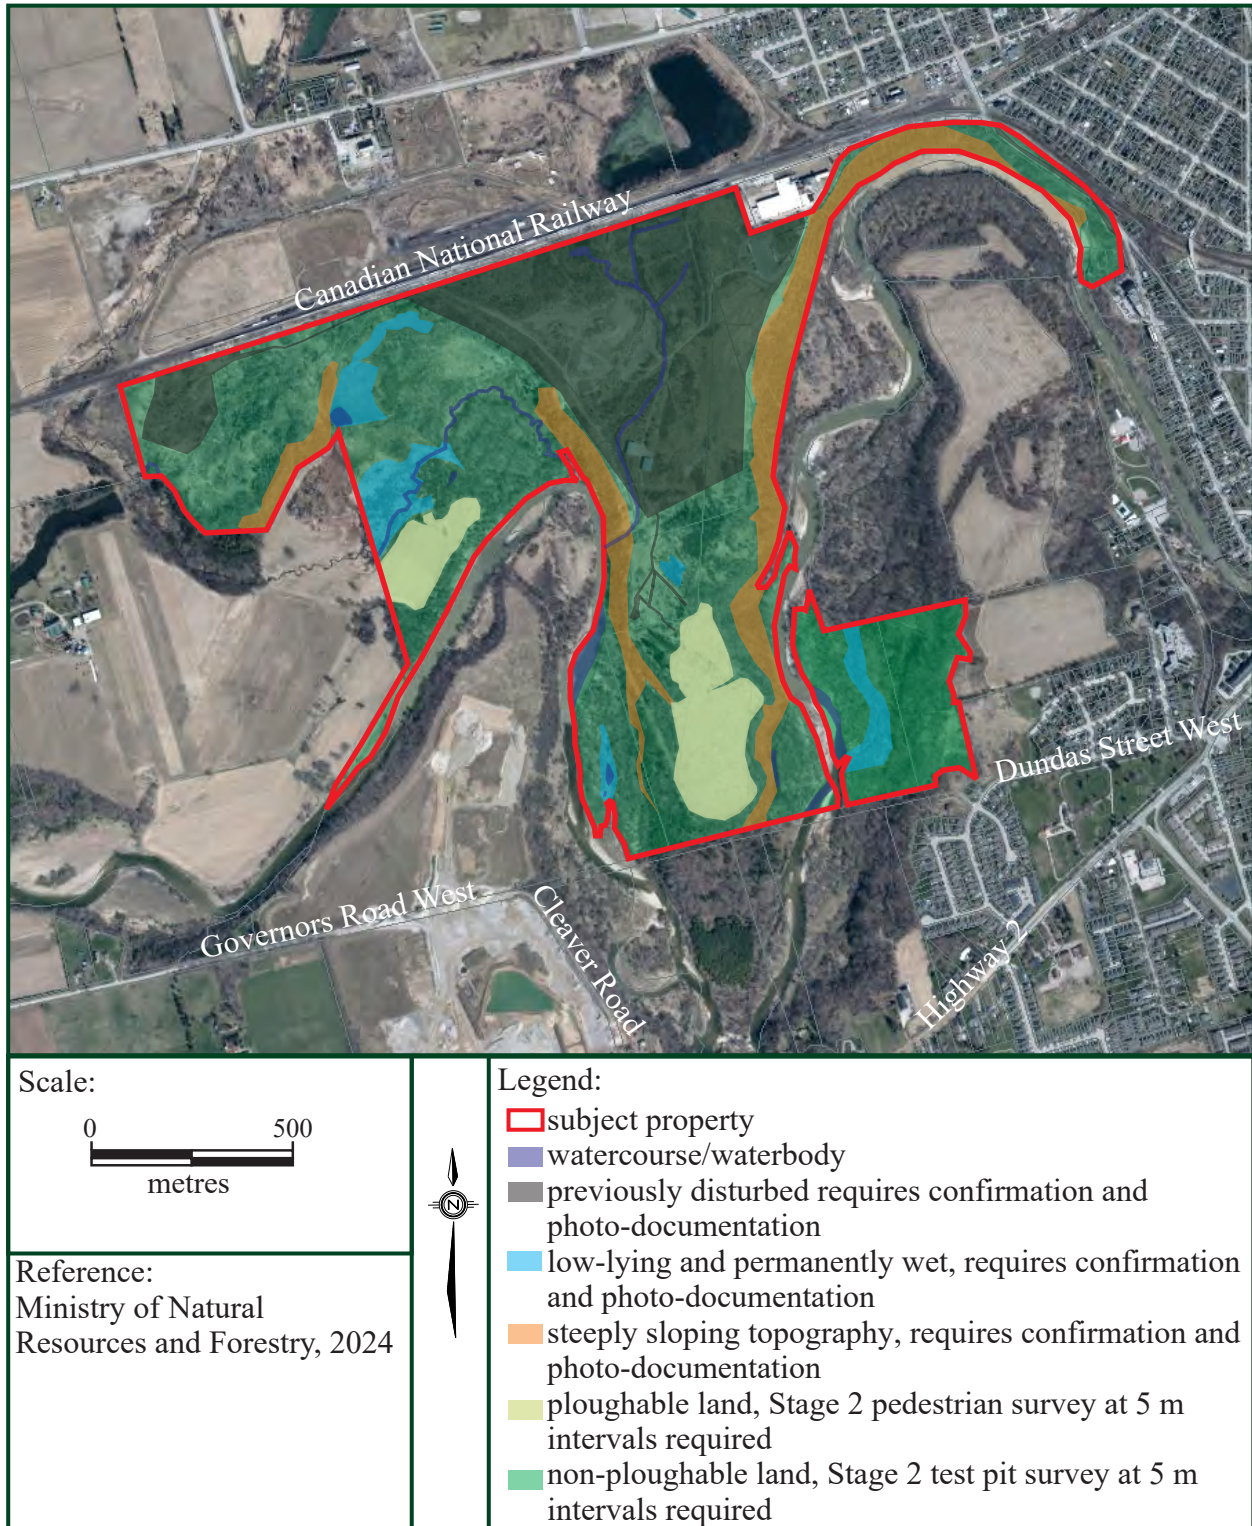 Canadian National Railway
Dundas Street West
Governors Road West
Cleaver Road
Highway 2
Scale:
0 500
metres
Reference:
Ministry of Natural
Resources and Forestry, 2024
N
Legend:
subject property
watercourse/waterbody
previously disturbed requires confirmation and
photo-documentation
low-lying and permanently wet, requires confirmation
and photo-documentation
steeply sloping topography, requires confirmation and
photo-documentation
ploughable land, Stage 2 pedestrian survey at 5 m
intervals required
non-ploughable land, Stage 2 test pit survey at 5 m
intervals required